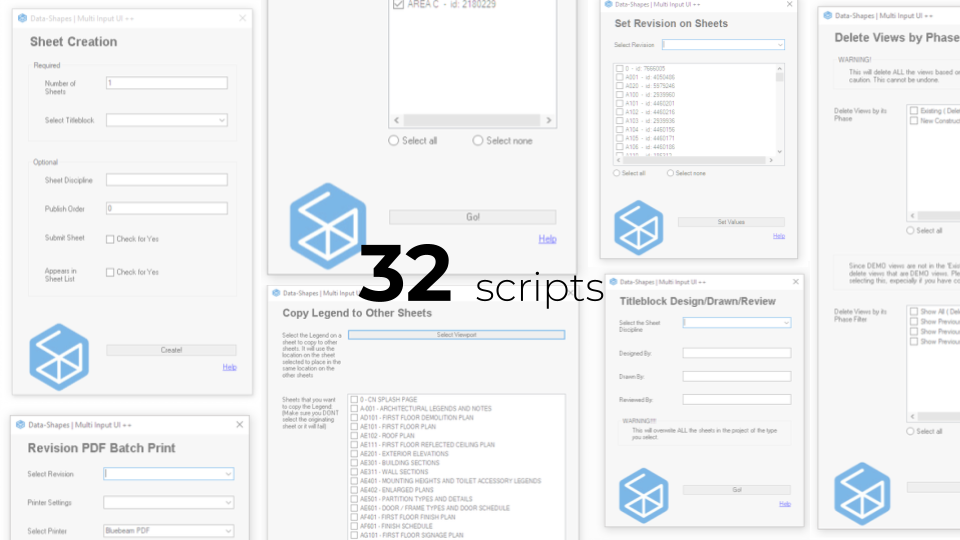 Data-Shapes | Multi Input UI ++
Sheet Creation
Required
Number of
Sheets
1
Select Titleblock
Optional
Sheet Discipline
Publish Order
0
Submit Sheet
Check for Yes
Appears in
Sheet List
Check for Yes
Create!
Help
Data-Shapes | Multi Input UI ++
Revision PDF Batch Print
Select Revision
Printer Settings
Select Printer
Bluebeam PDF
AREA C - id: 2180229
Select all
Select none
Go!
Help
32 scripts
Data-Shapes | Multi Input
Copy Legend to Other Sheets
Select the Legend on a
sheet to copy to other
sheets. It will use the
location on the sheet
selected to place in the
same location on the
other sheets
Select Viewport
Sheets that you want
to copy the Legend
(Make sure you DONT
select the originating
sheet or it will fail)
0 - CN SPLASH PAGE
A-001 - ARCHITECTURAL LEGENDS AND NOTES
AD101 - FIRST FLOOR DEMOLITION PLAN
AE101 - FIRST FLOOR PLAN
AE102 - ROOF PLAN
AE111 - FIRST FLOOR REFLECTED CEILING PLAN
AE201 - EXTERIOR ELEVATIONS
AE301 - BUILDING SECTIONS
AE311 - WALL SECTIONS
AE401 - MOUNTING HEIGHTS AND TOILET ACCESSORY LEGENDS
AE402 - ENLARGED PLANS
AE501 - PARTITION TYPES AND DETAILS
AE601 - DOOR / FRAME TYPES AND DOOR SCHEDULE
AF401 - FIRST FLOOR FINISH PLAN
AF601 - FINISH SCHEDULE
AG101 - FIRST FLOOR SIGNAGE PLAN
Data-Shapes | Multi Input UI ++
Set Revision on Sheets
Select Revision
0 - id: 7666005
A001 - id: 4050486
A020 - id: 5879246
A100 - id: 2939960
A101 - id: 4460201
A102 - id: 4460216
A103 - id: 2939938
A104 - id: 4460156
A105 - id: 4460171
A106 - id: 4460186
Select all
Select none
Set Values
Help
Data-Shapes | Multi Input UI ++
Titleblock Design/Drawn/Review
Select the Sheet
Discipline
Designed By:
Drawn By:
Reviewed By:
WARNING!!!
This will overwrite ALL the sheets in the project of the type
you select.
Go!
Help
Data-Shapes | Multi Input UI ++
Delete Views by Phase
WARNING!
This will delete ALL the views based on
caution. This cannot be undone.
Delete Views by its
Phase
Existing ( Dele
New Construct
Select all
Since DEMO views are not in the 'Exis
delete views that are DEMO views. Ple
selecting this, especially if you have co
Delete Views by its
Phase Filter
Show All ( Del
Show Previous
Show Previous
Show Previous
Select all